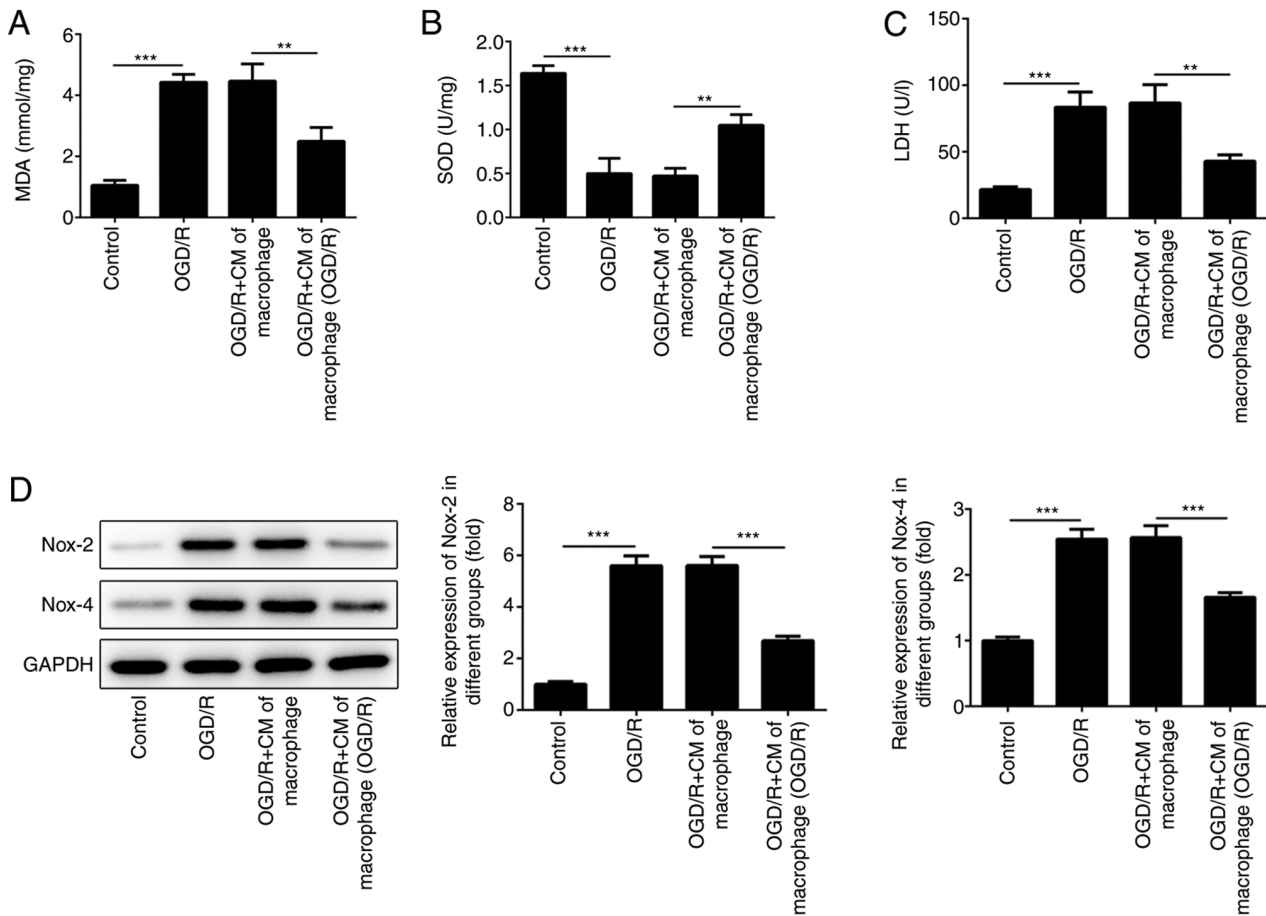 A
MDA (mmol/mg)
6
4
2
0
***
**
Control
OGD/R
OGD/R+CM of
macrophage
OGD/R+CM of
macrophage (OGD/R)
B
SOD (U/mg)
2.0
1.5
1.0
0.5
0.0
***
**
Control
OGD/R
OGD/R+CM of
macrophage
OGD/R+CM of
macrophage (OGD/R)
C
LDH (U/l)
150
100
50
0
***
**
Control
OGD/R
OGD/R+CM of
macrophage
OGD/R+CM of
macrophage (OGD/R)
D
Nox-2
Nox-4
GAPDH
Control
OGD/R
OGD/R+CM of
macrophage
OGD/R+CM of
macrophage (OGD/R)
Relative expression of Nox-2 in
different groups (fold)
8
6
4
2
0
***
***
Control
OGD/R
OGD/R+CM of
macrophage
OGD/R+CM of
macrophage (OGD/R)
Relative expression of Nox-4 in
different groups (fold)
3
2
1
0
***
***
Control
OGD/R
OGD/R+CM of
macrophage
OGD/R+CM of
macrophage (OGD/R)